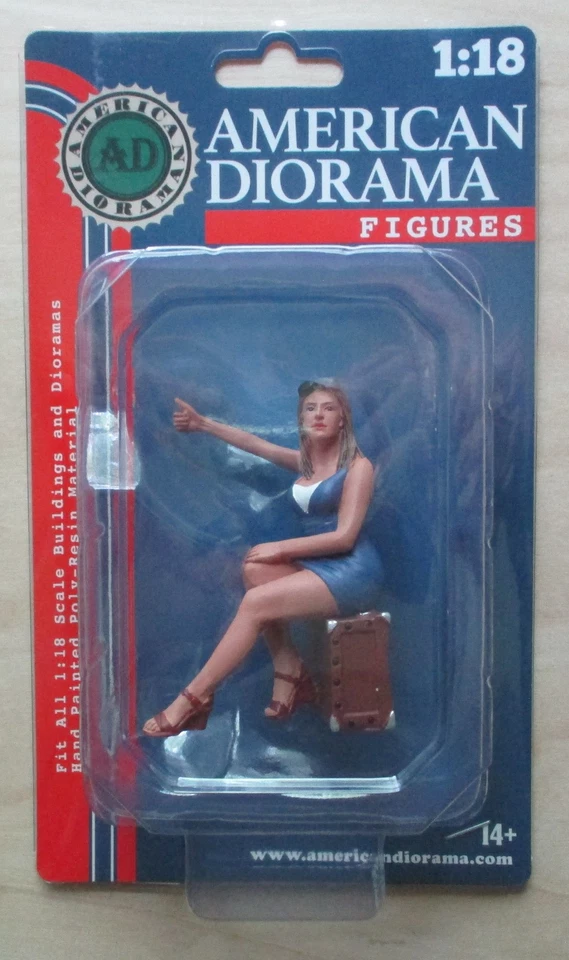 1:18
AMERICAN
DIORAMA
AD
AMERICAN
DIORAMA
FIGURES
Fit All 1:18 Scale Buildings and Dioramas
Hand Painted Poly-Resin Material
14+
www.americandiorama.com